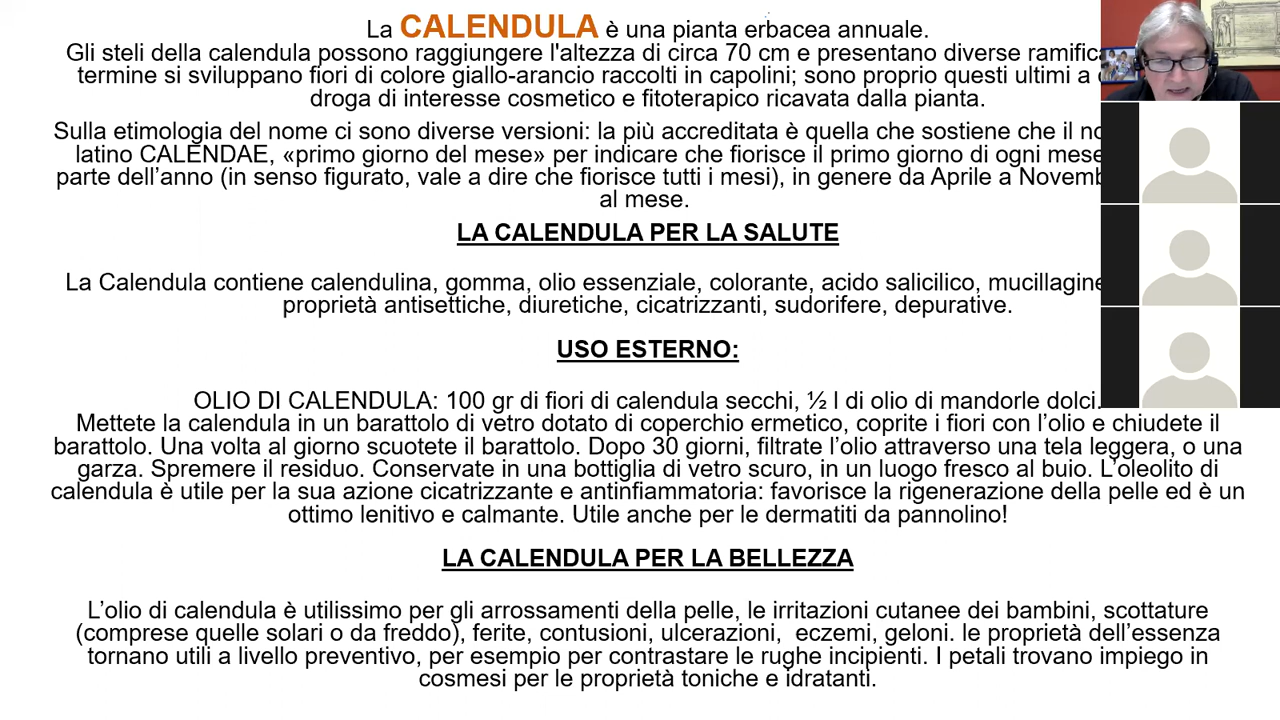 La CALENDULA è una pianta erbacea annuale.
Gli steli della calendula possono raggiungere l'altezza di circa 70 cm e presentano diverse
termine si sviluppano fiori di colore giallo-arancio raccolti in capolini; sono proprio questi ultimi a
droga di interesse cosmetico e fitoterapico ricavata dalla pianta.
Sulla etimologia del nome ci sono diverse versioni: la più accreditata è quella che sostiene che il
latino CALENDAE, «primo giorno del mese» per indicare che fiorisce il primo giorno di ogni mese
parte dell’anno (in senso figurato, vale a dire che fiorisce tutti i mesi), in genere da Aprile a
al mese.
LA CALENDULA PER LA SALUTE
La Calendula contiene calendulina, gomma, olio essenziale, colorante, acido salicilico, mucillagine
proprietà antisettiche, diuretiche, cicatrizzanti, sudorifere, depurative.
USO ESTERNO:
OLIO DI CALENDULA: 100 gr di fiori di calendula secchi, ½ l di olio di mandorle dolci.
Mettete la calendula in un barattolo di vetro dotato di coperchio ermetico, coprite i fiori con l’olio e chiudete il
barattolo. Una volta al giorno scuotete il barattolo. Dopo 30 giorni, filtrate l’olio attraverso una tela leggera, o una
garza. Spremere il residuo. Conservate in una bottiglia di vetro scuro, in un luogo fresco al buio. L’oleolito di
calendula è utile per la sua azione cicatrizzante e antinfiammatoria: favorisce la rigenerazione della pelle ed è un
ottimo lenitivo e calmante. Utile anche per le dermatiti da pannolino!
LA CALENDULA PER LA BELLEZZA
L’olio di calendula è utilissimo per gli arrossamenti della pelle, le irritazioni cutanee dei bambini, scottature
(comprese quelle solari o da freddo), ferite, contusioni, ulcerazioni,  eczemi, geloni. le proprietà dell’essenza
tornano utili a livello preventivo, per esempio per contrastare le rughe incipienti. I petali trovano impiego in
cosmesi per le proprietà toniche e idratanti.